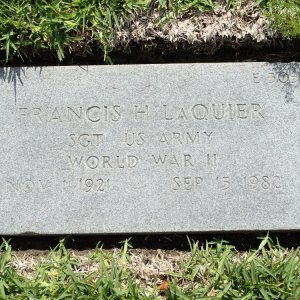 FRANCIS H LAQUIER
SGT US ARMY
WORLD WAR II
NOV 1 1921 SEP 15 1982